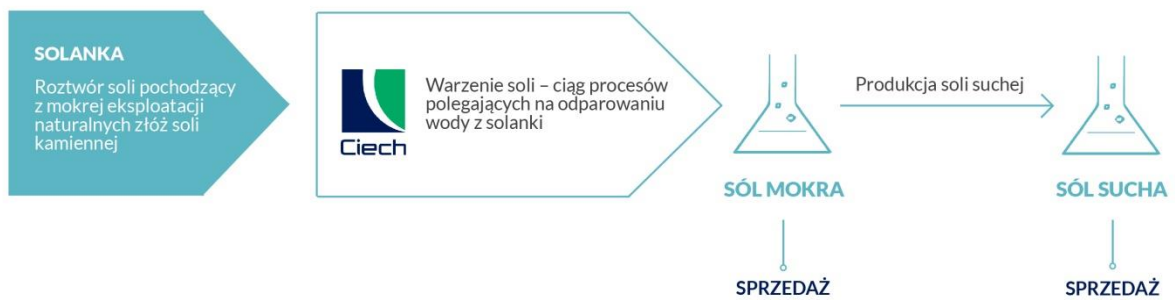 SOLANKA
Roztwór soli pochodzący
z mokrej eksploatacji
naturalnych złóż soli
kamiennej
Ciech
Warzenie soli – ciąg procesów
polegających na odparowaniu
wody z solanki
Produkcja soli suchej
SÓL MOKRA
SÓL SUCHA
SPRZEDAŻ
SPRZEDAŻ